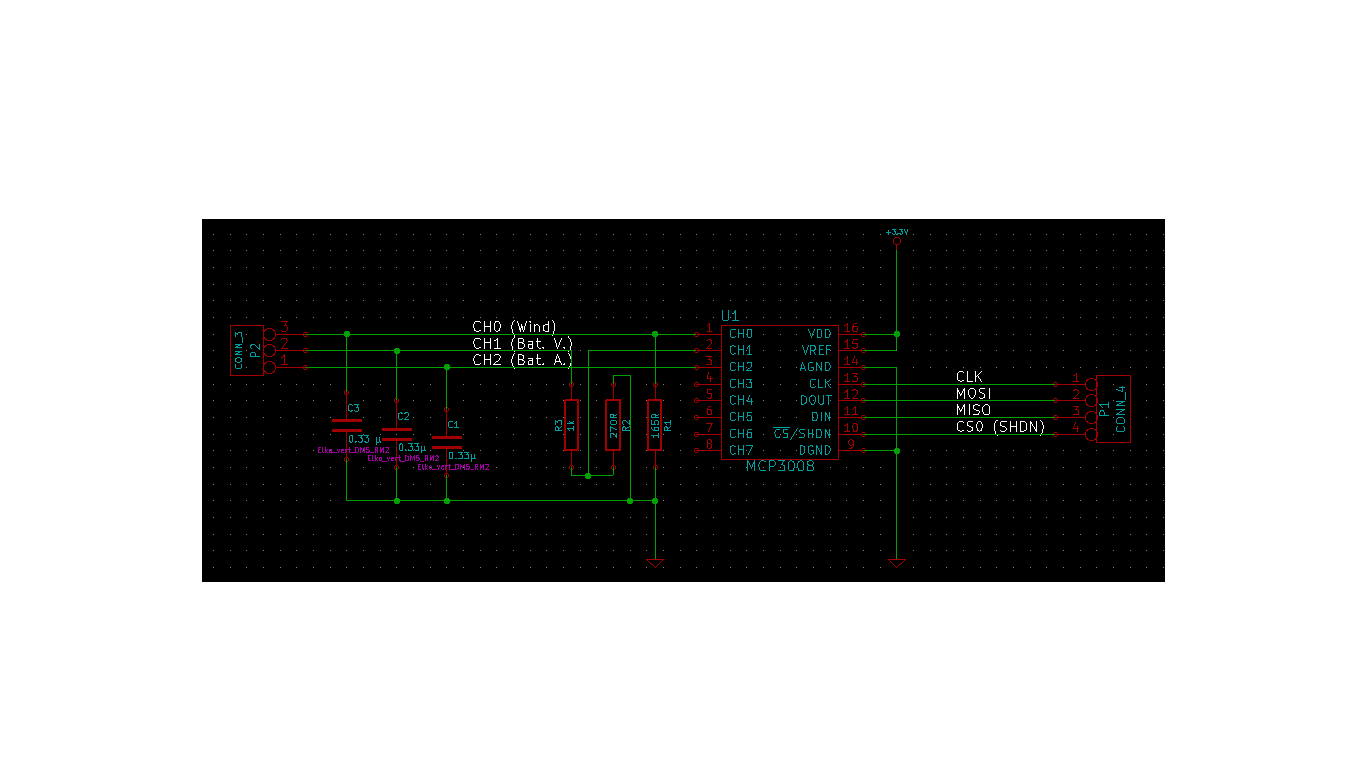 +3.3V
U1
CONN_3
P2
3
2
1
CH0 (Wind)
CH1 (Bat. V.)
CH2 (Bat. A.)
C3
0.33 µ
Elko_vert_DM5_RM2
C2
0.33µ
Elko_vert_DM5_RM2
C1
0.33µ
Elko_vert_DM5_RM2
R3
1k
270R
R2
165R
R1
1 CH0 VDD 16
2 CH1 VREF 15
3 CH2 AGND 14
4 CH3 CLK 13
5 CH4 DOUT 12
6 CH5 DIN 11
7 CH6 CS/SHDN 10
8 CH7 DGND 9
MCP3008
CLK
MOSI
MISO
CS0 (SHDN)
1
2
3
4
P1
CONN_4